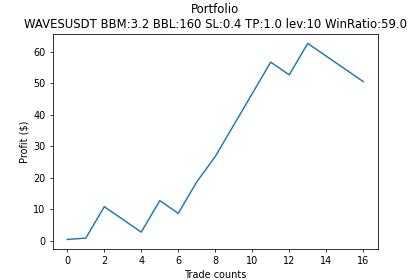 Portfolio
WAVESUSDT BBM:3.2 BBL:160 SL:0.4 TP:1.0 lev:10 WinRatio:59.0
60
50
40
30
20
10
0
Profit ($)
0 2 4 6 8 10 12 14 16
Trade counts